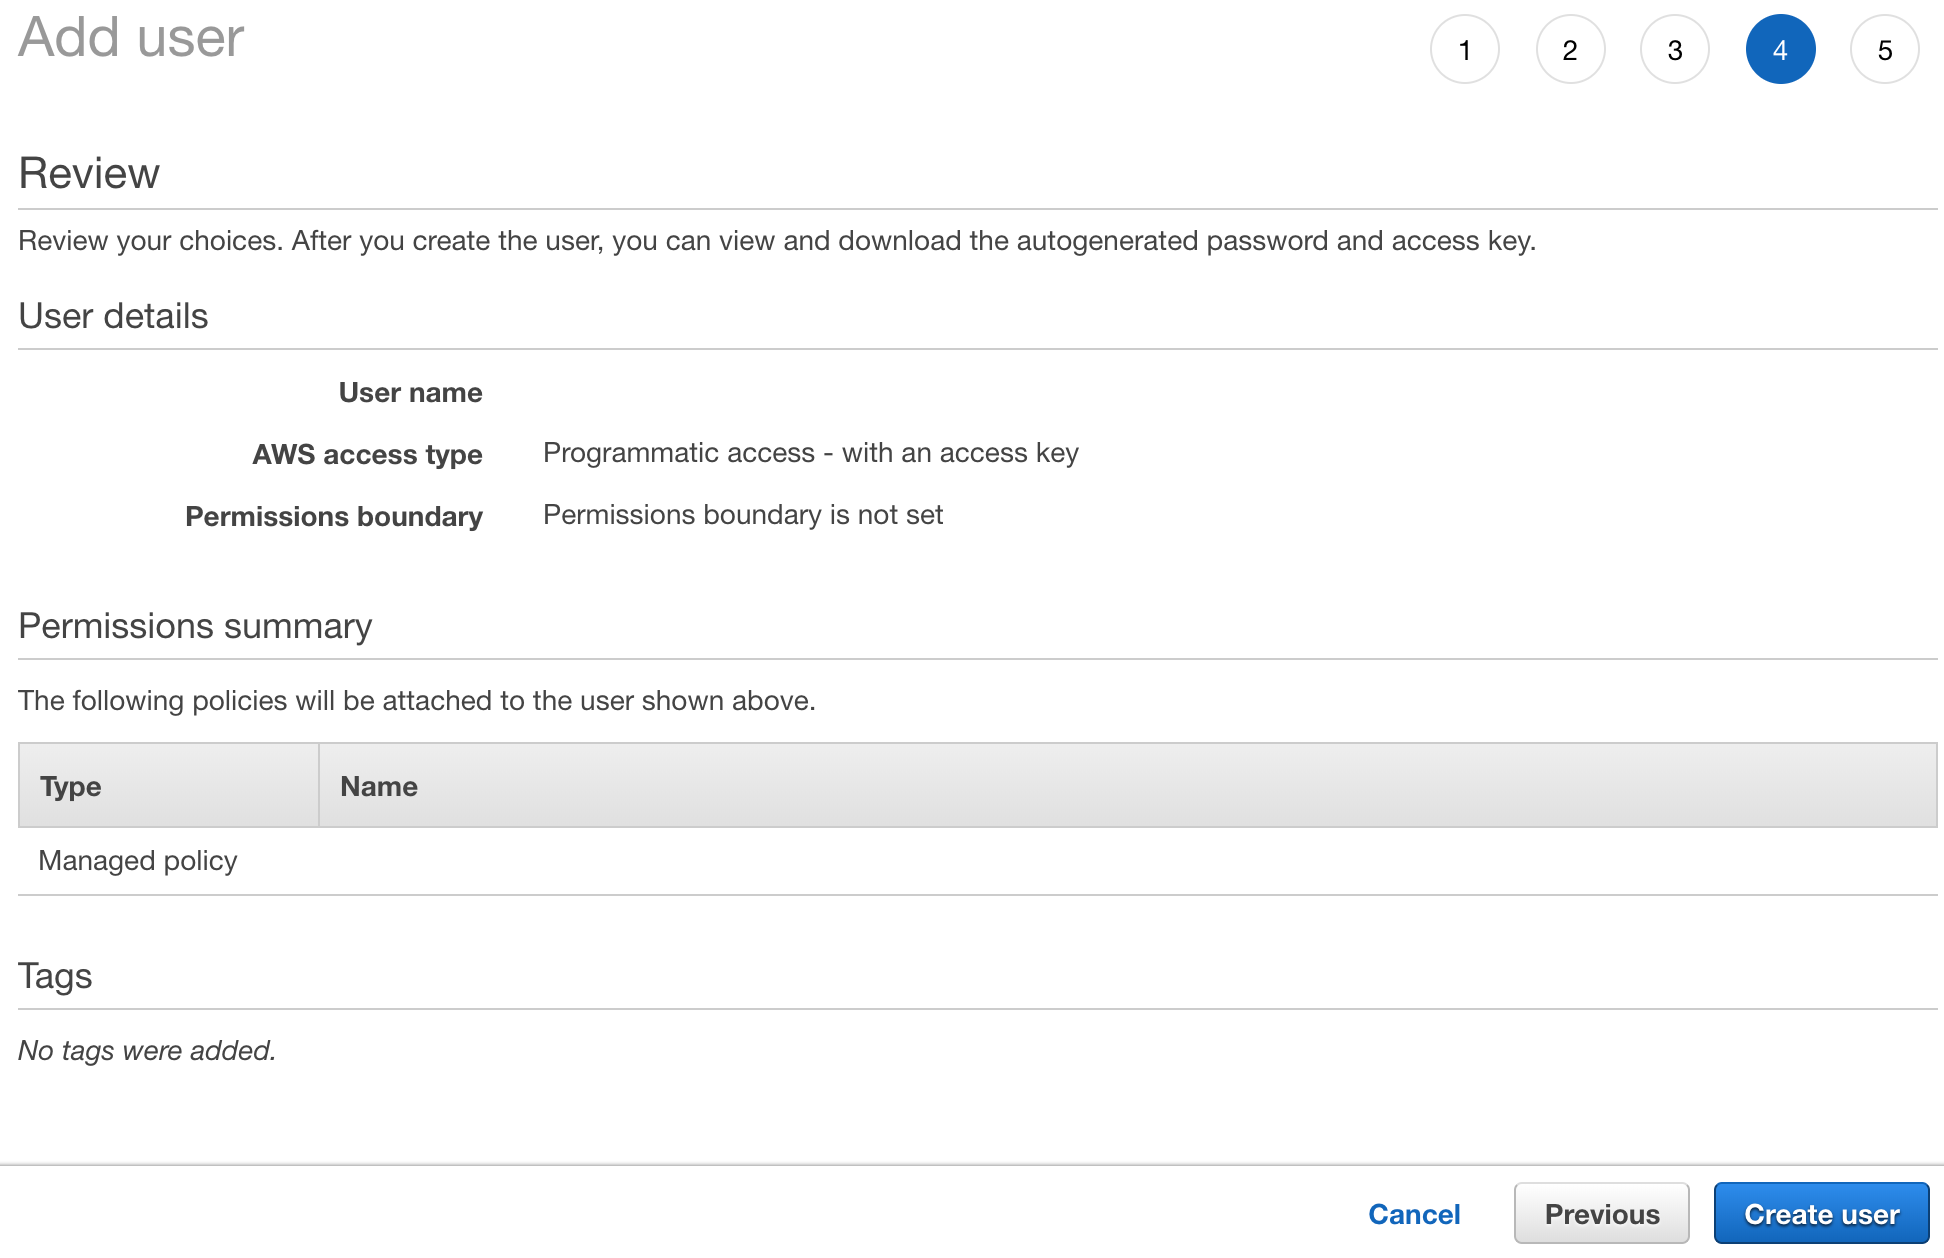 Add user
1 2 3 4 5
Review
Review your choices. After you create the user, you can view and download the autogenerated password and access key.
User details
User name
AWS access type Programmatic access - with an access key
Permissions boundary Permissions boundary is not set
Permissions summary
The following policies will be attached to the user shown above.
Type Name
Managed policy
Tags
No tags were added.
Cancel Previous Create user